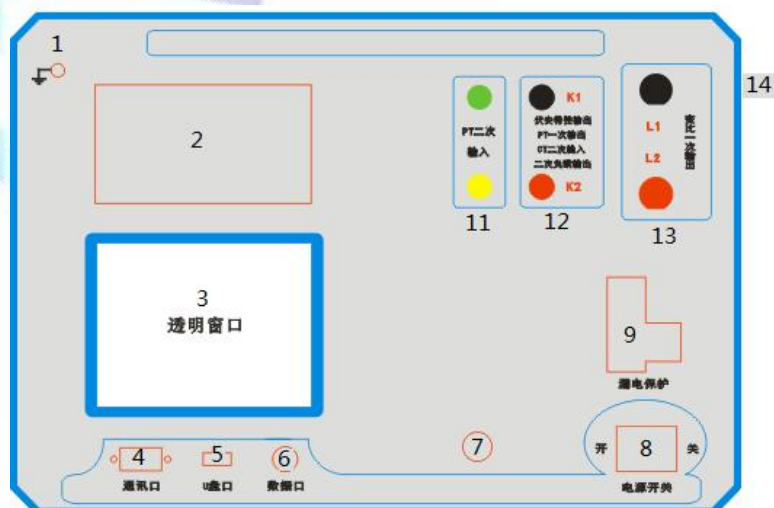 1
14
2
K1
伏安特性输出
PT一次输出
CT二次输入
二次负载输出
K2
PT二次
输入
L1
L2
变比一次输出
11
12
13
3
透明窗口
9
漏电保护
4
5
6
7
开
8
关
通讯口
U盘口
数据口
电源开关